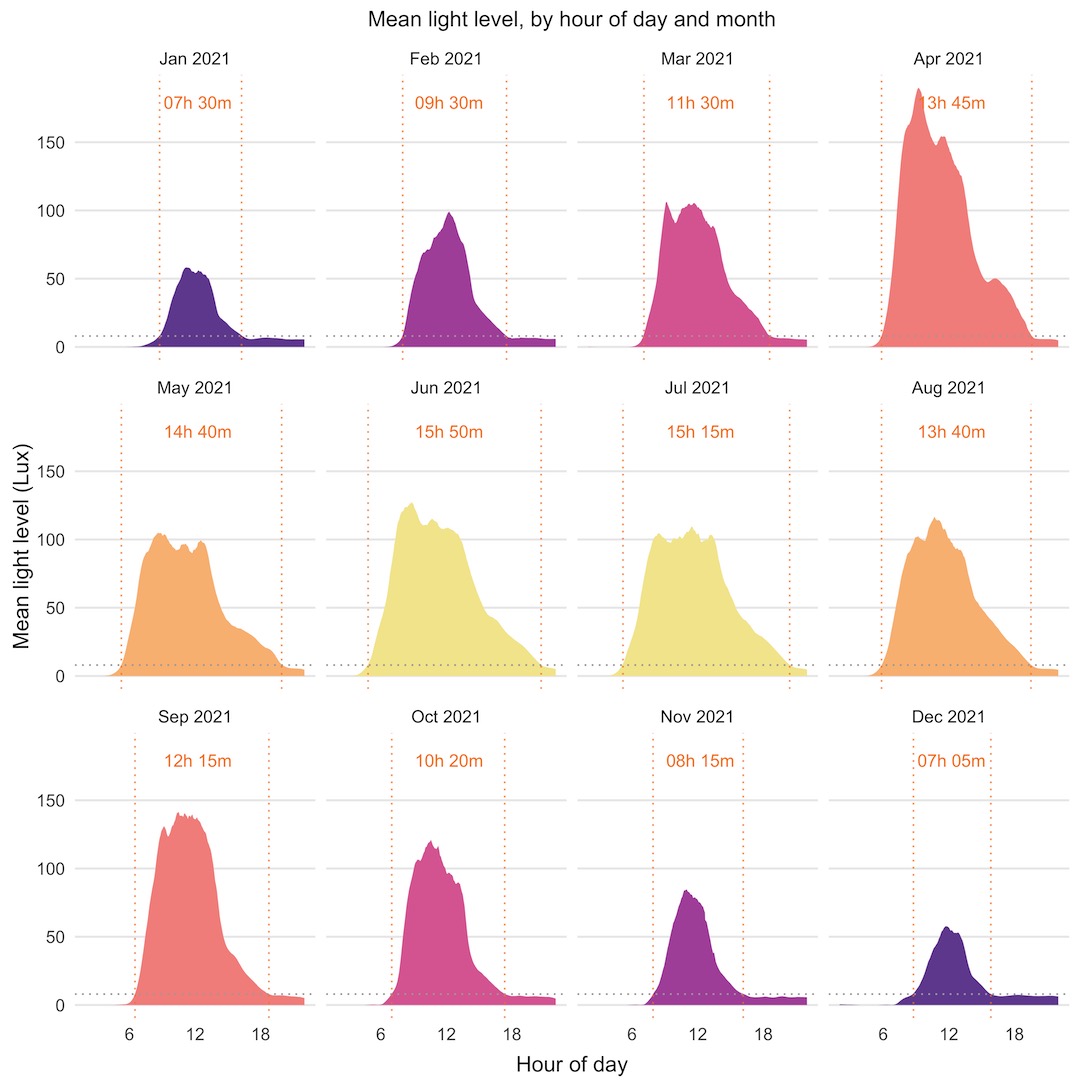 Mean light level, by hour of day and month
Jan 2021
Feb 2021
Mar 2021
Apr 2021
07h 30m
09h 30m
11h 30m
13h 45m
150
100
50
0
May 2021
Jun 2021
Jul 2021
Aug 2021
14h 40m
15h 50m
15h 15m
13h 40m
150
100
50
0
Mean light level (Lux)
Sep 2021
Oct 2021
Nov 2021
Dec 2021
12h 15m
10h 20m
08h 15m
07h 05m
150
100
50
0
6 12 18
6 12 18
6 12 18
6 12 18
Hour of day